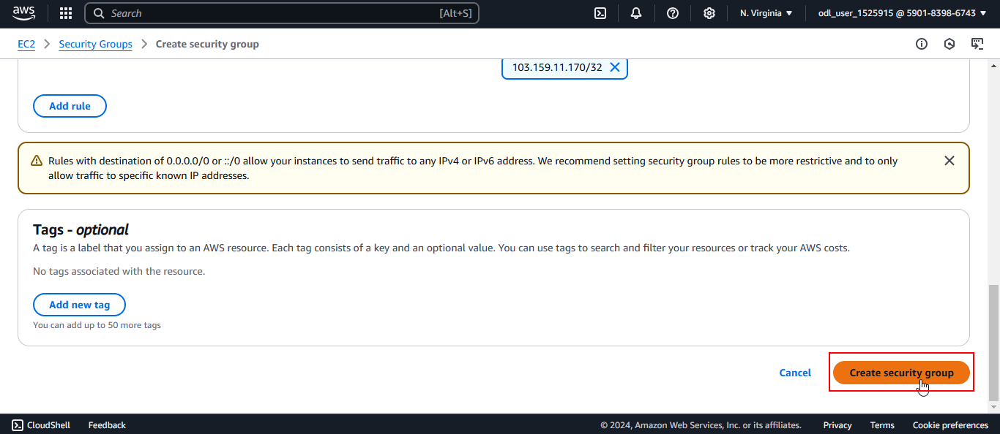 aws
Search
[Alt+S]
N. Virginia
odl_user_1525915 @ 5901-8398-6743
EC2
Security Groups
Create security group
103.159.11.170/32
Add rule
Rules with destination of 0.0.0.0/0 or ::/0 allow your instances to send traffic to any IPv4 or IPv6 address. We recommend setting security group rules to be more restrictive and to only
allow traffic to specific known IP addresses.
Tags - optional
A tag is a label that you assign to an AWS resource. Each tag consists of a key and an optional value. You can use tags to search and filter your resources or track your AWS costs.
No tags associated with the resource.
Add new tag
You can add up to 50 more tags
Cancel
Create security group
CloudShell
Feedback
© 2024, Amazon Web Services, Inc. or its affiliates.
Privacy
Terms
Cookie preferences